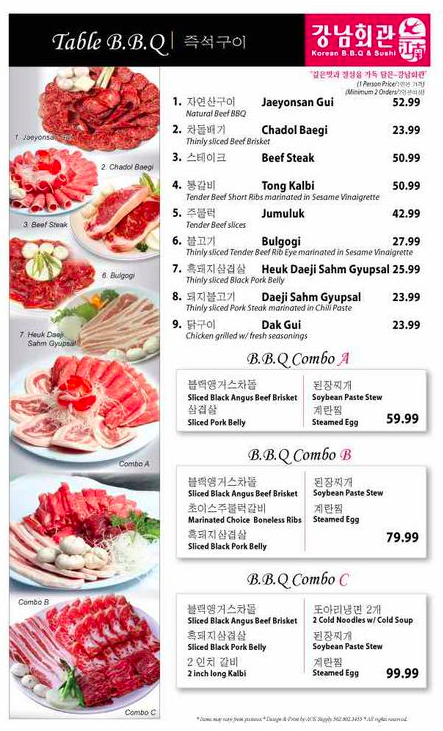 Table B.B.Q 즉석구이
강남회관
Korean B.B.Q & Sushi
"깊은맛과 정성을 가득 담은~강남회관"
(1 Person Price/1인분 가격)
(Minimum 2 Orders/2인분이상)
1. 자연산구이 Jaeyonsan Gui 52.99
Natural Beef BBQ
2. 차돌배기 Chadol Baegi 23.99
Thinly sliced Beef Brisket
3. 스테이크 Beef Steak 50.99
4. 통갈비 Tong Kalbi 50.99
Tender Beef Short Ribs marinated in Sesame Vinaigrette
5. 주물럭 Jumuluk 42.99
Tender Beef slices
6. 불고기 Bulgogi 27.99
Thinly sliced Tender Beef Rib Eye marinated in Sesame Vinaigrette
7. 흑돼지삼겹살 Heuk Daeji Sahm Gyupsal 25.99
Thinly sliced Black Pork Belly
8. 돼지불고기 Daeji Sahm Gyupsal 23.99
Thinly sliced Pork Steak marinated in Chili Paste
9. 닭구이 Dak Gui 23.99
Chicken grilled w/ fresh seasonings
1. Jaeyonsan
2. Chadol Baegi
3. Beef Steak
6. Bulgogi
7. Heuk Daeji
Sahm Gyupsal
Combo A
Combo B
Combo C
B.B.Q Combo A
블랙앵거스차돌 된장찌개
Sliced Black Angus Beef Brisket Soybean Paste Stew
삼겹살 계란찜
Sliced Pork Belly Steamed Egg 59.99
B.B.Q Combo B
블랙앵거스차돌 된장찌개
Sliced Black Angus Beef Brisket Soybean Paste Stew
초이스주물럭갈비 계란찜
Marinated Choice Boneless Ribs Steamed Egg
흑돼지삼겹살
Sliced Black Pork Belly 79.99
B.B.Q Combo C
블랙앵거스차돌 또아리냉면 2개
Sliced Black Angus Beef Brisket 2 Cold Noodles w/ Cold Soup
흑돼지삼겹살 된장찌개
Sliced Black Pork Belly Soybean Paste Stew
2 인치 갈비 계란찜
2 inch long Kalbi Steamed Egg 99.99
* Items may vary from pictures * Design & Print by ACE Supply 562.802.3455 * All rights reserved.